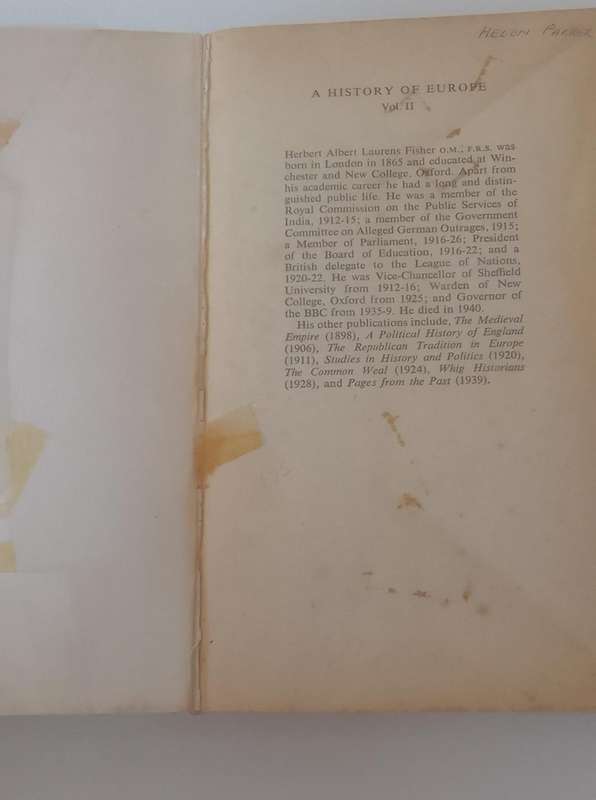 HEDON PARKER
A HISTORY OF EUROPE
Vol. II
Herbert Albert Laurens Fisher O.M., F.R.S. was
born in London in 1865 and educated at Win-
chester and New College, Oxford. Apart from
his academic career he had a long and distin-
guished public life. He was a member of the
Royal Commission on the Public Services of
India, 1912-15; a member of the Government
Committee on Alleged German Outrages, 1915;
a Member of Parliament, 1916-26; President
of the Board of Education, 1916-22; and a
British delegate to the League of Nations,
1920-22. He was Vice-Chancellor of Sheffield
University from 1912-16; Warden of New
College, Oxford from 1925; and Governor of
the BBC from 1935-9. He died in 1940.
His other publications include, The Medieval
Empire (1898), A Political History of England
(1906), The Republican Tradition in Europe
(1911), Studies in History and Politics (1920),
The Common Weal (1924), Whig Historians
(1928), and Pages from the Past (1939).